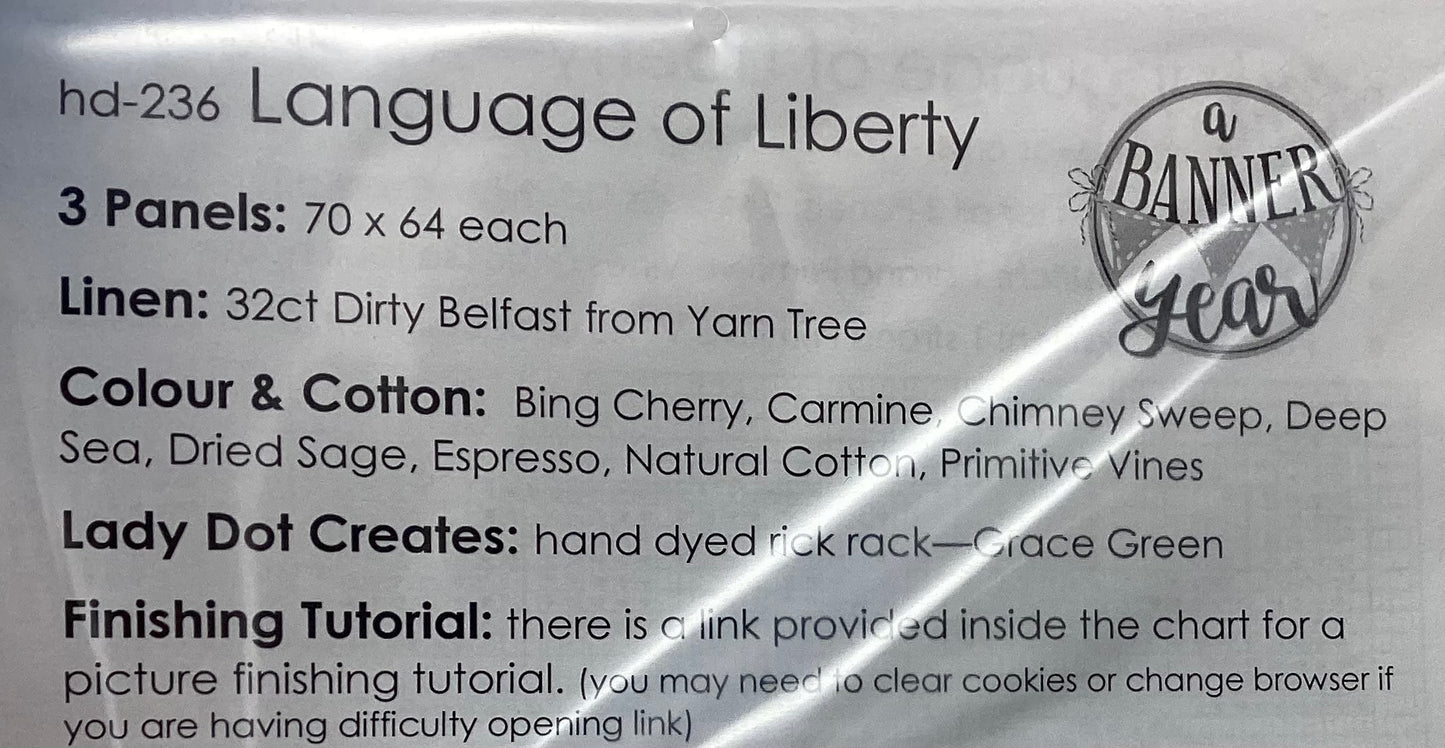 hd-236 Language of Liberty
a
BANNER
year
3 Panels: 70 x 64 each
Linen: 32ct Dirty Belfast from Yarn Tree
Colour & Cotton: Bing Cherry, Carmine, Chimney Sweep, Deep
Sea, Dried Sage, Espresso, Natural Cotton, Primitive Vines
Lady Dot Creates: hand dyed rick rack—Grace Green
Finishing Tutorial: there is a link provided inside the chart for a
picture finishing tutorial. (you may need to clear cookies or change browser if
you are having difficulty opening link)